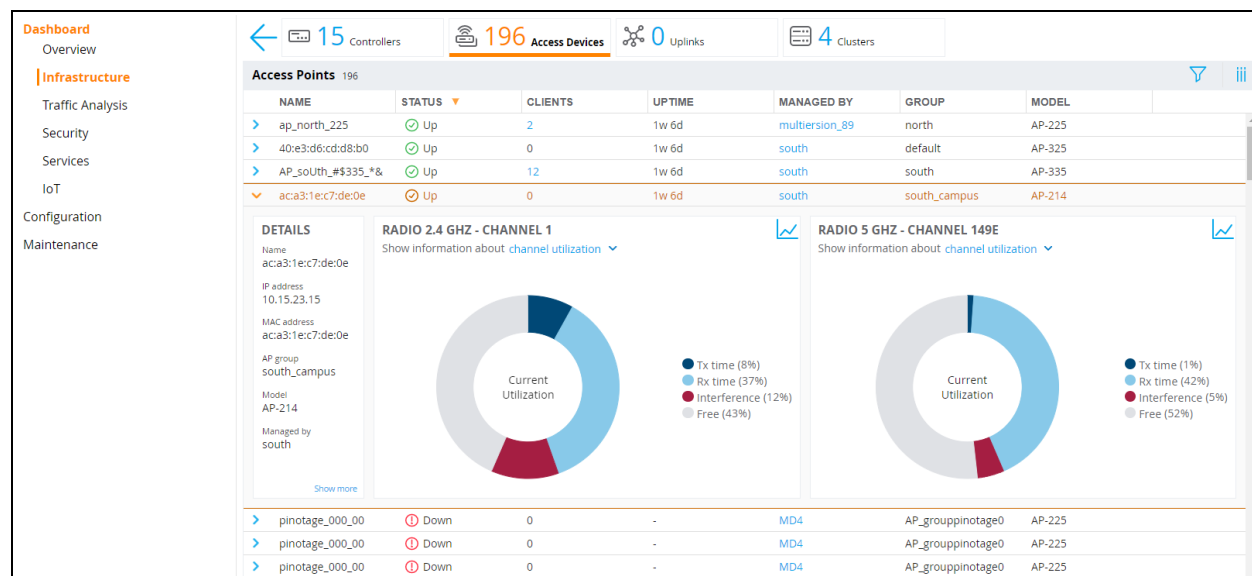 Dashboard
Overview
Infrastructure
Traffic Analysis
Security
Services
IoT
Configuration
Maintenance
15 Controllers
196 Access Devices
0 Uplinks
4 Clusters
Access Points 196
NAME STATUS CLIENTS UPTIME MANAGED BY GROUP MODEL
ap_north_225 Up 2 1w 6d multiersion_89 north AP-225
40:e3:d6:cd:d8:b0 Up 0 1w 6d south default AP-325
AP_soUth_#$335_*& Up 12 1w 6d south south AP-335
ac:a3:1e:c7:de:0e Up 0 1w 6d south south_campus AP-214
DETAILS
Name
ac:a3:1e:c7:de:0e
IP address
10.15.23.15
MAC address
ac:a3:1e:c7:de:0e
AP group
south_campus
Model
AP-214
Managed by
south
Show more
RADIO 2.4 GHZ - CHANNEL 1
Show information about channel utilization
Current
Utilization
Tx time (8%)
Rx time (37%)
Interference (12%)
Free (43%)
RADIO 5 GHZ - CHANNEL 149E
Show information about channel utilization
Current
Utilization
Tx time (1%)
Rx time (42%)
Interference (5%)
Free (52%)
pinotage_000_00 Down 0 - MD4 AP_grouppinotage0 AP-225
pinotage_000_00 Down 0 - MD4 AP_grouppinotage0 AP-225
pinotage_000_00 Down 0 - MD4 AP_grouppinotage0 AP-225